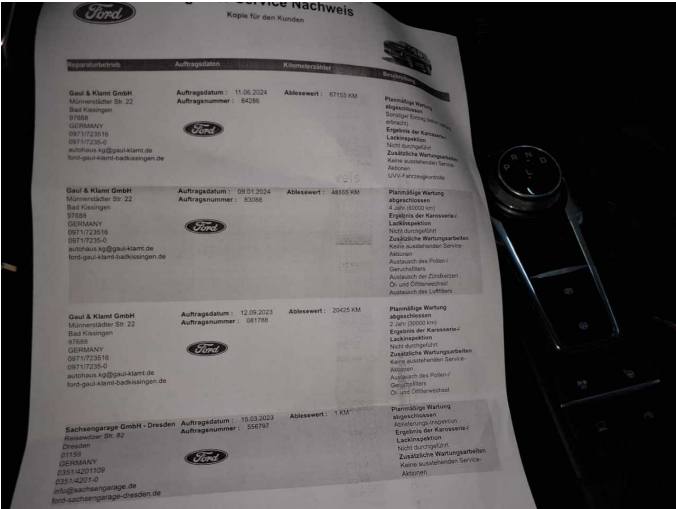 Ford
Service Nachweis
Kopie für den Kunden
Reparaturbetrieb
Auftragsdaten
Kilometerzähler
Beschreibung
Gaul & Klamt GmbH
Münnerstädter Str. 22
Bad Kissingen
97688
GERMANY
0971/723516
0971/7235-0
autohaus.kg@gaul-klamt.de
ford-gaul-klamt-badkissingen.de
Auftragsdatum : 11.06.2024
Auftragsnummer : 84286
Ford
Ablesewert : 67153 KM
Planmäßige Wartung
abgeschlossen
Sonstiger Eintrag
erbracht)
Ergebnis der Karosserie-/
Lackinspektion
Nicht durchgeführt
Zusätzliche Wartungsarbeiten
Keine ausstehenden Service-
Aktionen
UVV-Fahrzeugkontrolle
Gaul & Klamt GmbH
Münnerstädter Str. 22
Bad Kissingen
97688
GERMANY
0971/723516
0971/7235-0
autohaus.kg@gaul-klamt.de
ford-gaul-klamt-badkissingen.de
Auftragsdatum : 09.01.2024
Auftragsnummer : 83088
Ford
Ablesewert : KM
Planmäßige Wartung
abgeschlossen
4 Jahr (60000 km)
Ergebnis der Karosserie-/
Lackinspektion
Nicht durchgeführt
Zusätzliche Wartungsarbeiten
Keine ausstehenden Service-
Aktionen
Austausch des Pollen-/
Geruchsfilters
Austausch der Zündkerzen
Öl- und Ölfilterwechsel
Austausch des Luftfilters
Gaul & Klamt GmbH
Münnerstädter Str. 22
Bad Kissingen
97688
GERMANY
0971/723516
0971/7235-0
autohaus.kg@gaul-klamt.de
ford-gaul-klamt-badkissingen.de
Auftragsdatum : 12.09.2023
Auftragsnummer : 081788
Ford
Ablesewert : 20425 KM
Planmäßige Wartung
abgeschlossen
2 Jahr (30000 km)
Ergebnis der Karosserie-/
Lackinspektion
Nicht durchgeführt
Zusätzliche Wartungsarbeiten
Keine ausstehenden Service-
Aktionen
Austausch des Pollen-/
Geruchsfilters
Öl- und Ölfilterwechsel
Sachsengarage GmbH - Dresden
Reisewitzer Str. 82
Dresden
01159
GERMANY
0351/4201109
0351/4201-0
info@sachsengarage.de
ford-sachsengarage-dresden.de
Auftragsdatum : 15.03.2023
Auftragsnummer : 556797
Ford
Ablesewert : 1 KM
Planmäßige Wartung
abgeschlossen
Ablieferungs-Inspektion
Ergebnis der Karosserie-/
Lackinspektion
Nicht durchgeführt
Zusätzliche Wartungsarbeiten
Keine ausstehenden Service-
Aktionen
P R N D